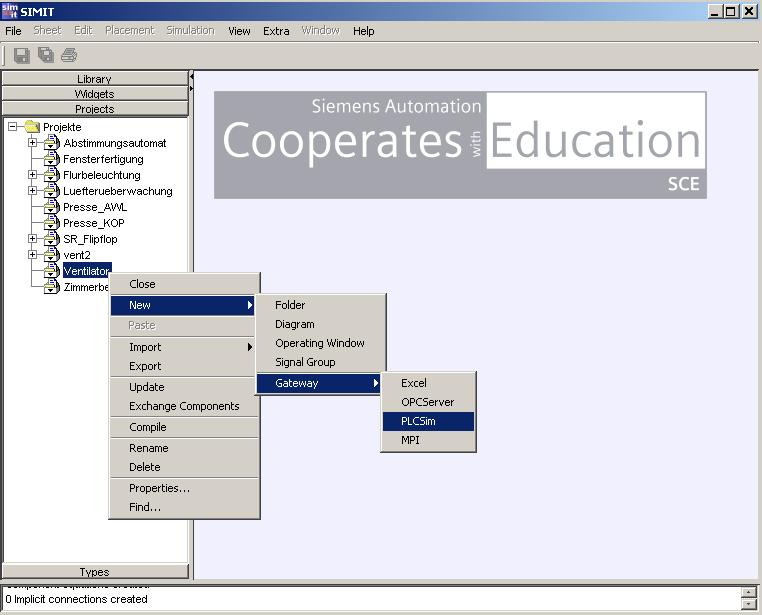 SIMIT
File Sheet Edit Placement Simulation View Extra Window Help
Library
Widgets
Projects
Projekte
Abstimmungsautomat
Fensterfertigung
Flurbeleuchtung
Luefterueberwachung
Presse_AWL
Presse_KOP
SR_Flipflop
vent2
Ventilator
Zimmerbe
Siemens Automation
Cooperates with Education
SCE
Close
New
Paste
Import
Export
Update
Exchange Components
Compile
Rename
Delete
Properties...
Find...
Folder
Diagram
Operating Window
Signal Group
Gateway
Excel
OPCServer
PLCSim
MPI
Types
0 Implicit connections created